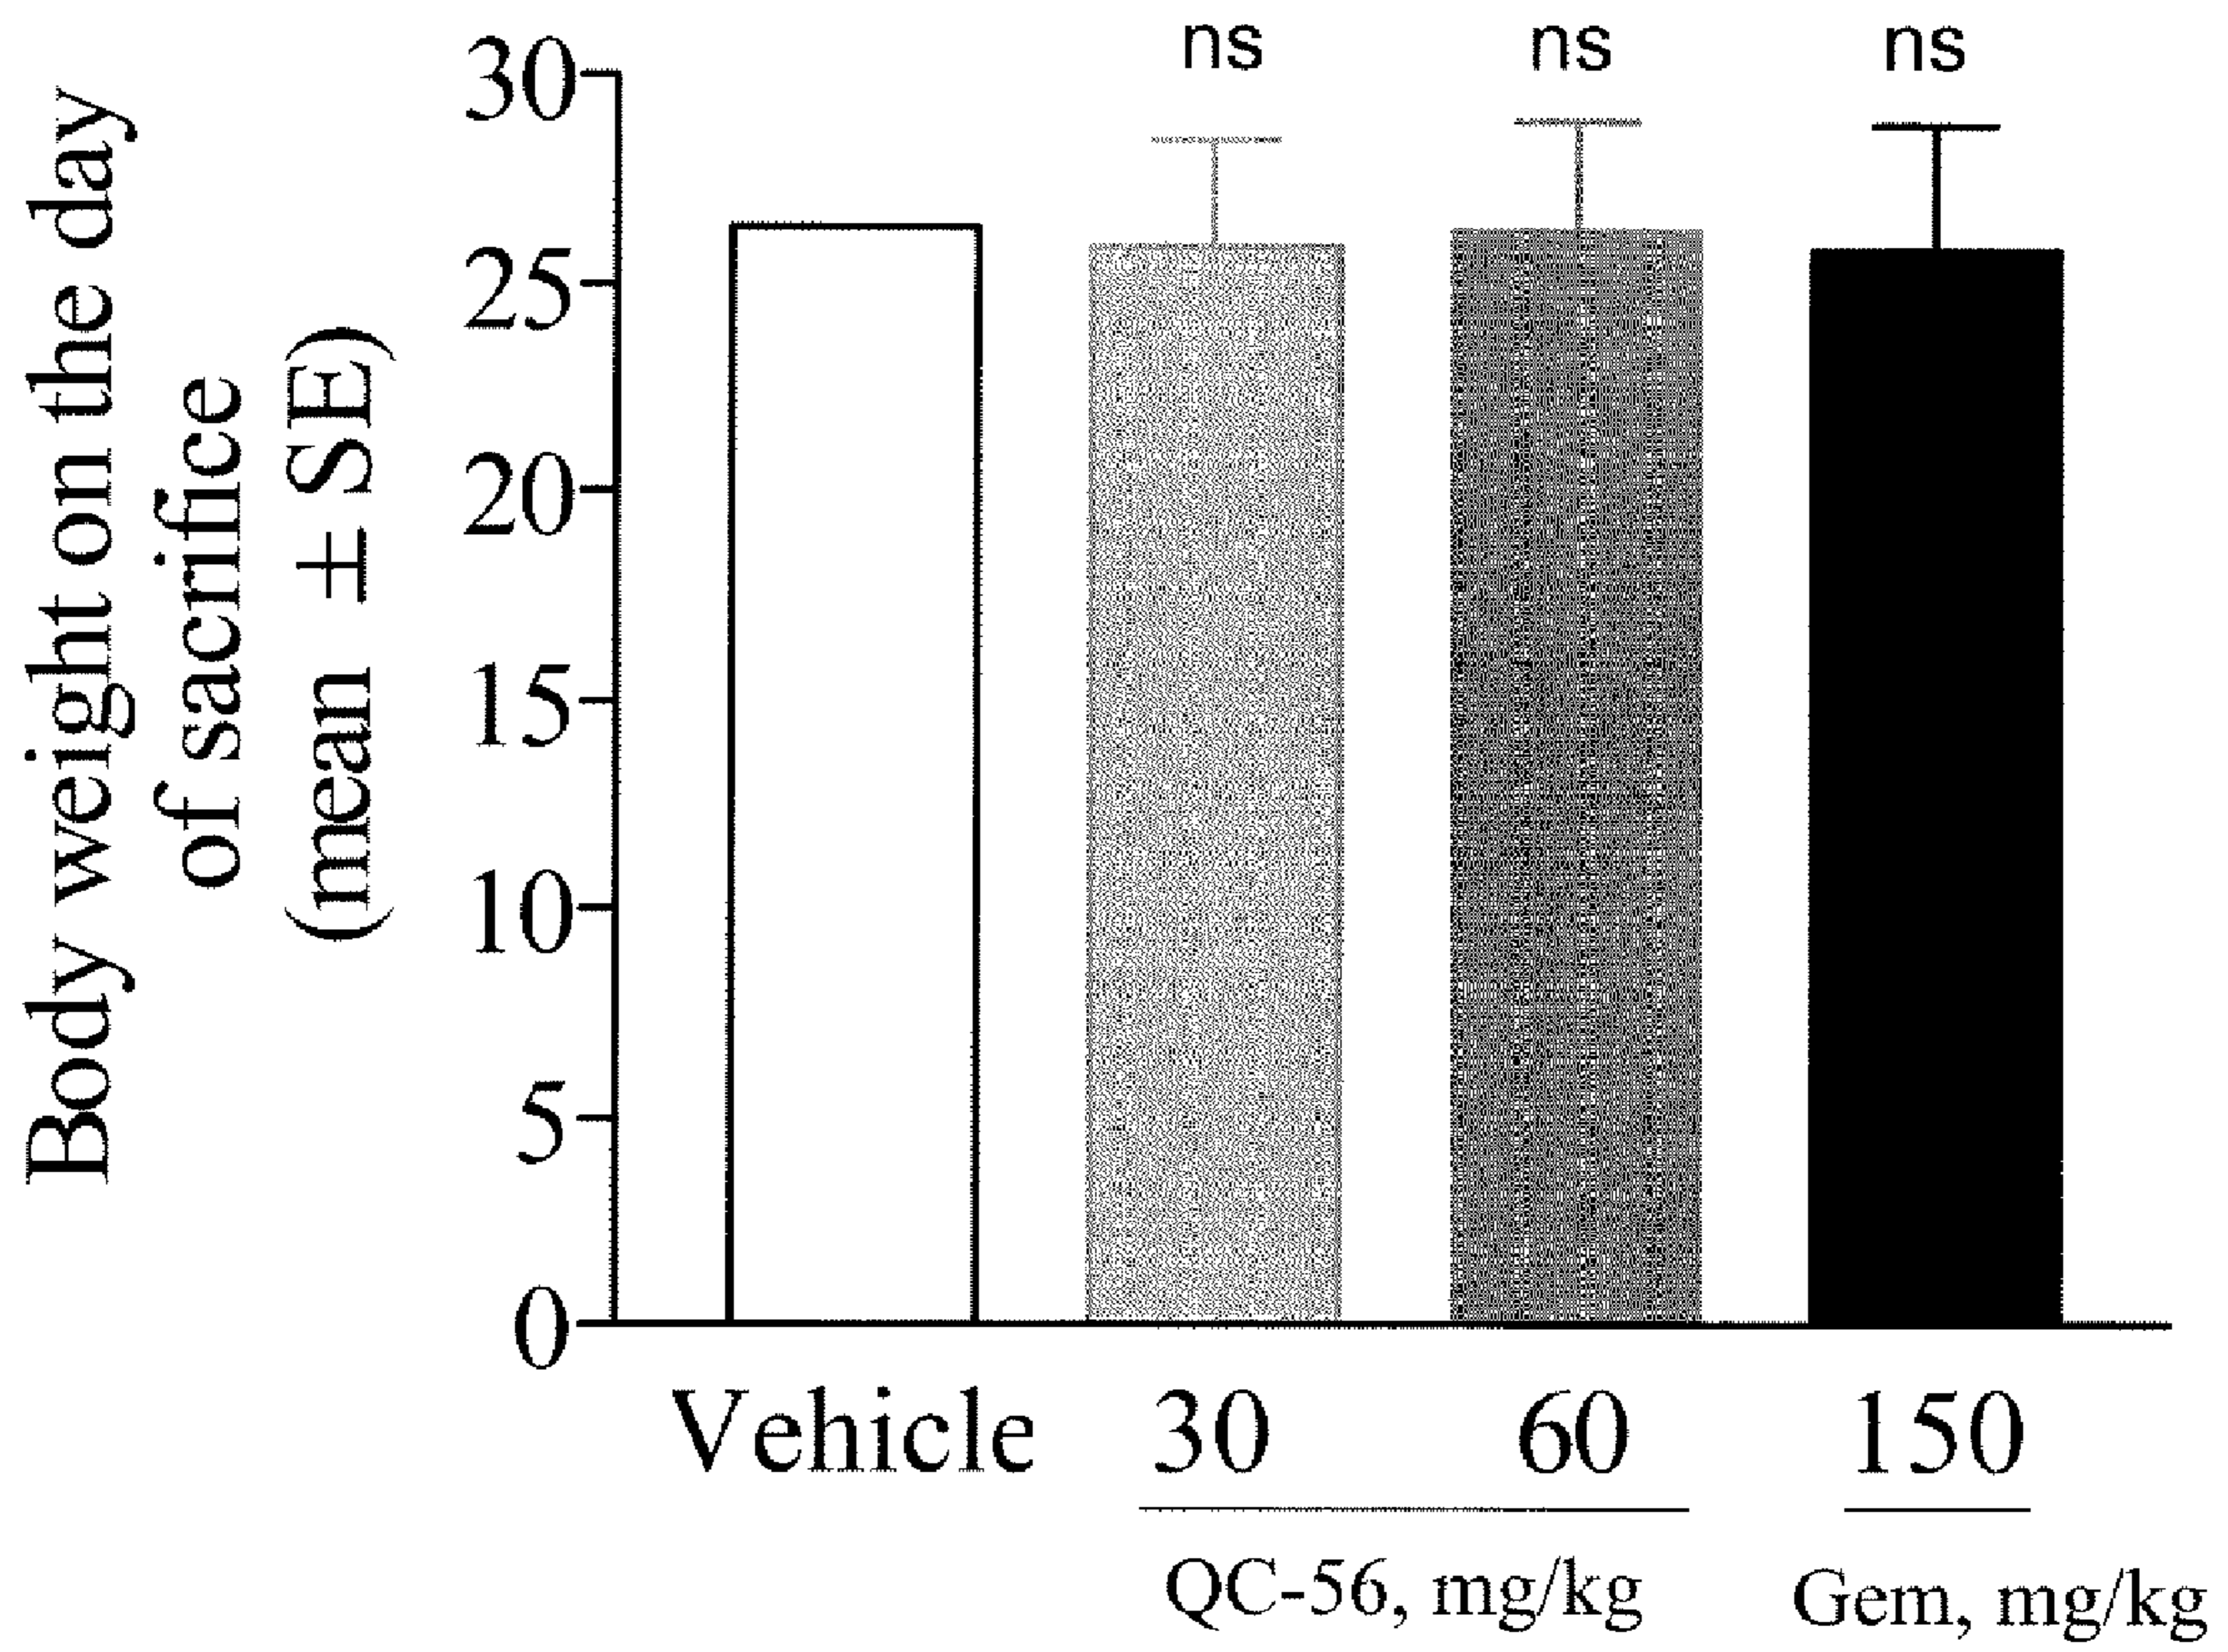 Body weight on the day
of sacrifice
(mean ± SE)
ns ns ns
30
25
20
15
10
5
0
Vehicle 30 60 150
QC-56, mg/kg Gem, mg/kg